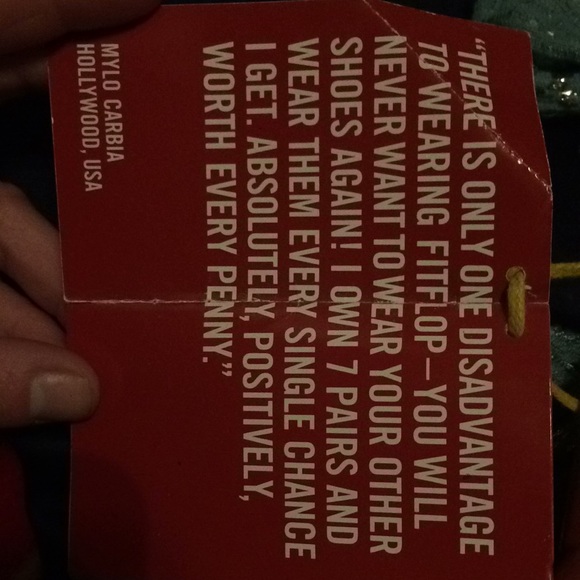 “THERE IS ONLY ONE DISADVANTAGE
TO WEARING FITFLOP – YOU WILL
NEVER WANT TO WEAR YOUR OTHER
SHOES AGAIN! I OWN 7 PAIRS AND
WEAR THEM EVERY SINGLE CHANCE
I GET. ABSOLUTELY, POSITIVELY,
WORTH EVERY PENNY.”
MYLO CARBIA
HOLLYWOOD, USA